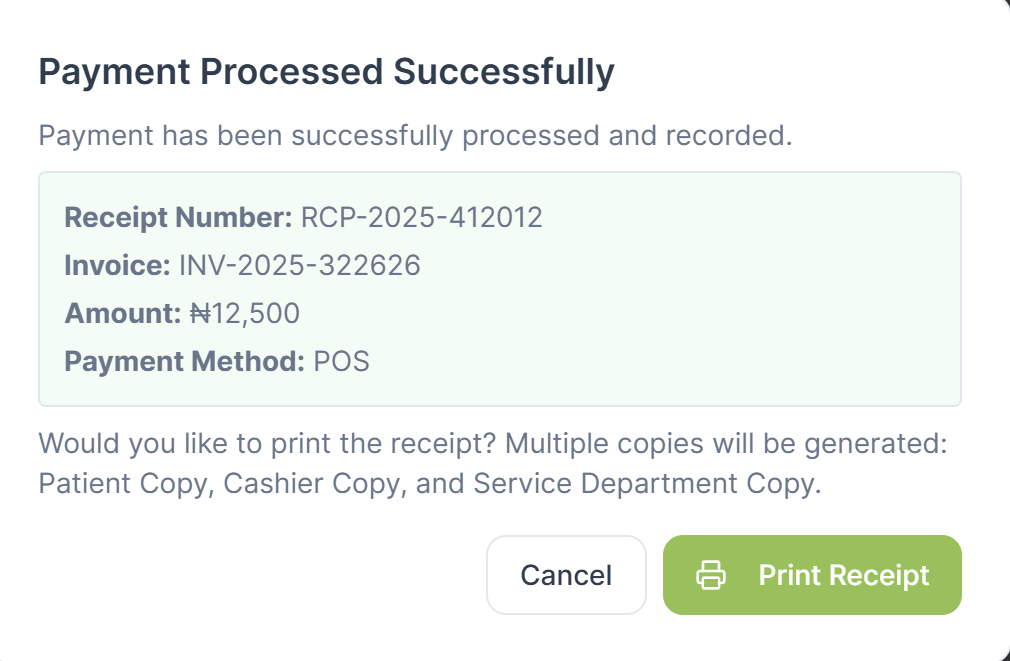 Payment Processed Successfully
Payment has been successfully processed and recorded.
Receipt Number: RCP-2025-412012
Invoice: INV-2025-322626
Amount: ₦12,500
Payment Method: POS
Would you like to print the receipt? Multiple copies will be generated:
Patient Copy, Cashier Copy, and Service Department Copy.
Cancel
Print Receipt